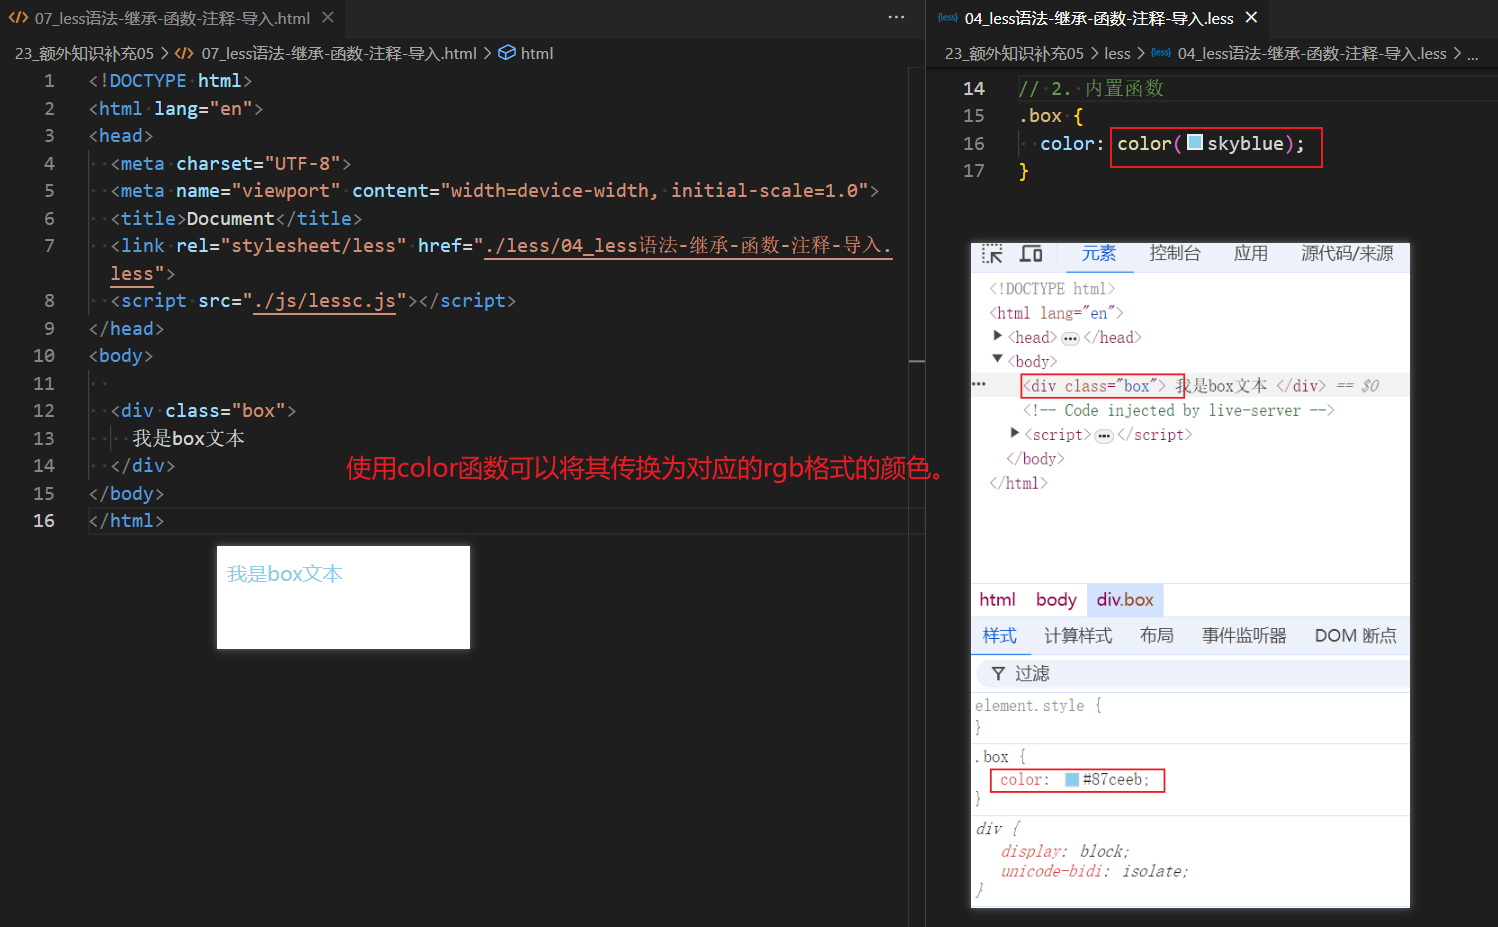 07_less语法-继承-函数-注释-导入.html
23_额外知识补充05 > 07_less语法-继承-函数-注释-导入.html > html
1 <!DOCTYPE html>
2 <html lang="en">
3 <head>
4 <meta charset="UTF-8">
5 <meta name="viewport" content="width=device-width, initial-scale=1.0">
6 <title>Document</title>
7 <link rel="stylesheet/less" href="./less/04_less语法-继承-函数-注释-导入.
less">
8 <script src="./js/lessc.js"></script>
9 </head>
10 <body>
11
12 <div class="box">
13 我是box文本
14 </div>
15 </body>
16 </html>
使用color函数可以将其传换为对应的rgb格式的颜色。
我是box文本
04_less语法-继承-函数-注释-导入.less
23_额外知识补充05 > less > 04_less语法-继承-函数-注释-导入.less > ...
14 // 2. 内置函数
15 .box {
16 color: color(skyblue);
17 }
元素 控制台 应用 源代码/来源
<!DOCTYPE html>
<html lang="en">
<head> ••• </head>
<body>
••• <div class="box"> 我是box文本 </div> == $0
<!-- Code injected by live-server -->
<script> ••• </script>
</body>
</html>
html body div.box
样式 计算样式 布局 事件监听器 DOM 断点
过滤
element.style {
}
.box {
color: #87ceeb;
}
div {
display: block;
unicode-bidi: isolate;
}